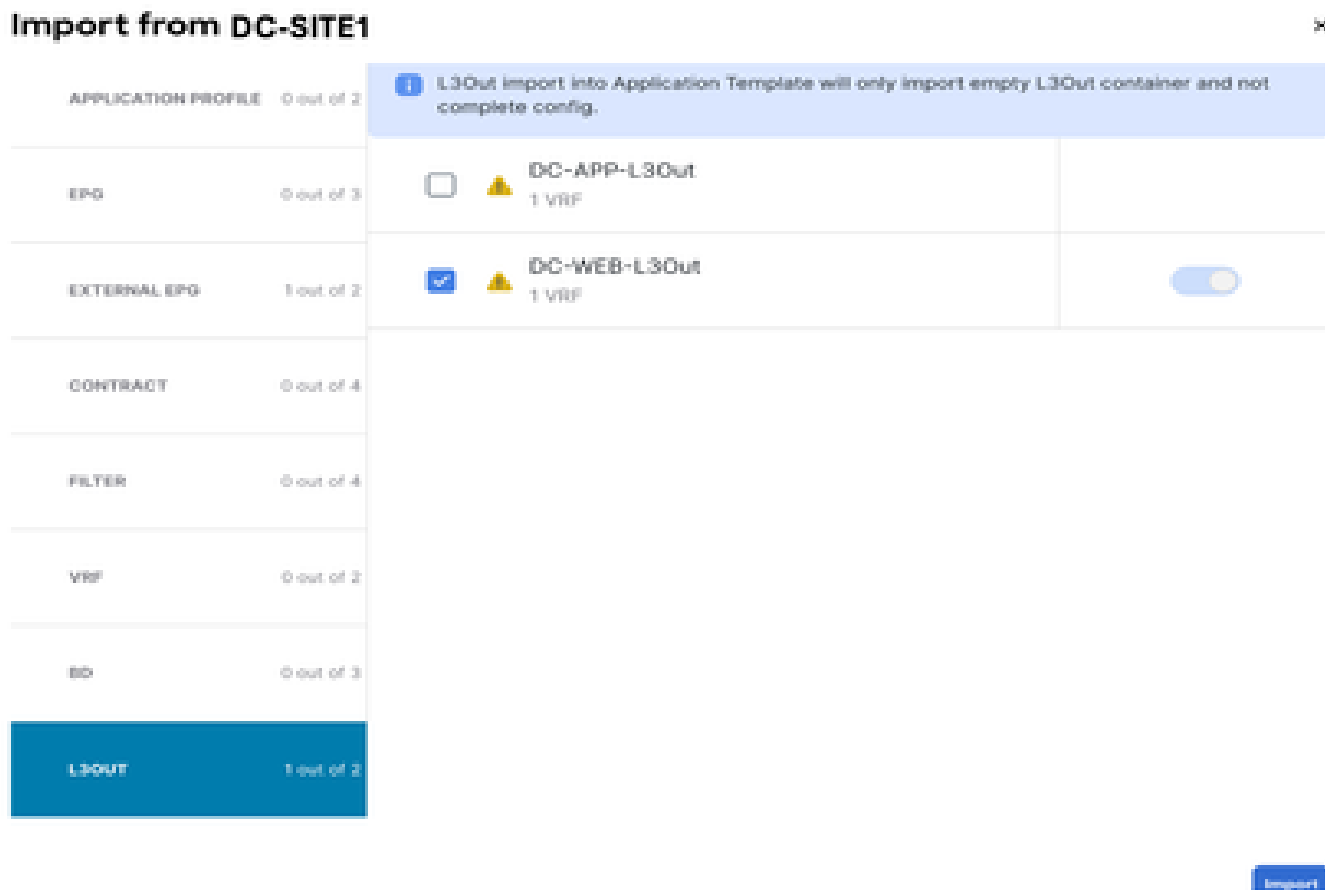 Import from DC-SITE1
×
APPLICATION PROFILE 0 out of 2
EPG 0 out of 3
EXTERNAL EPG 1 out of 2
CONTRACT 0 out of 4
FILTER 0 out of 4
VRF 0 out of 2
BD 0 out of 3
L3OUT 1 out of 2
L3Out import into Application Template will only import empty L3Out container and not
complete config.
DC-APP-L3Out
1 VRF
DC-WEB-L3Out
1 VRF
Import